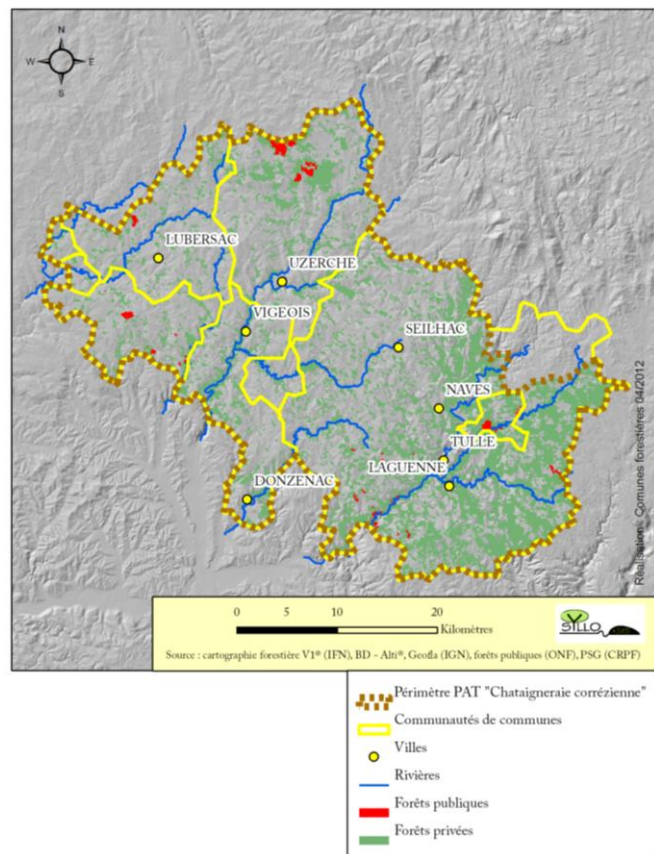 N
W E
S
LUBERSAC
UZERCHE
VIGEOIS
SEILHAC
NAVES
TULLE
LAGUENNE
DONZENAC
Réalisation : Communes forestières 04/2012
0 5 10 20
Kilomètres
SYLLO
Source : cartographie forestière V1® (IFN), BD - Alti®, Geofla (IGN), forêts publiques (ONF), PSG (CRPF)
Périmètre PAT "Chataigneraie corrézienne"
Communautés de communes
Villes
Rivières
Forêts publiques
Forêts privées